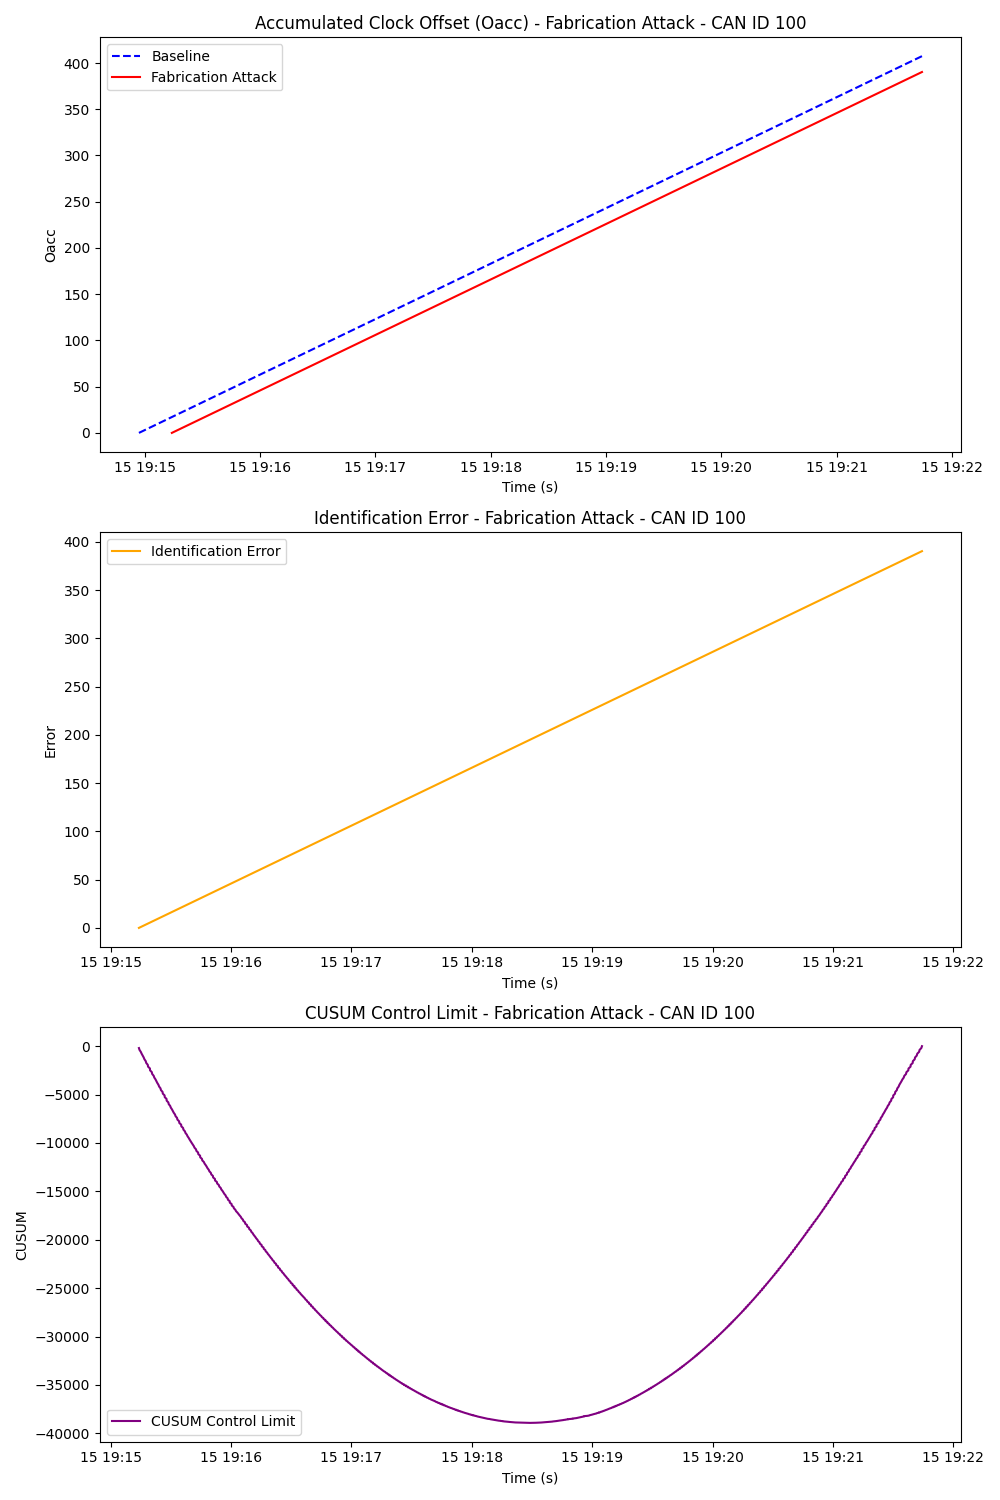 Accumulated Clock Offset (Oacc) - Fabrication Attack - CAN ID 100
Baseline
Fabrication Attack
400
350
300
250
200
150
100
50
0
Oacc
15 19:15 15 19:16 15 19:17 15 19:18 15 19:19 15 19:20 15 19:21 15 19:22
Time (s)
Identification Error - Fabrication Attack - CAN ID 100
Identification Error
400
350
300
250
200
150
100
50
0
Error
15 19:15 15 19:16 15 19:17 15 19:18 15 19:19 15 19:20 15 19:21 15 19:22
Time (s)
CUSUM Control Limit - Fabrication Attack - CAN ID 100
0
−5000
−10000
−15000
−20000
−25000
−30000
−35000
−40000
CUSUM
CUSUM Control Limit
15 19:15 15 19:16 15 19:17 15 19:18 15 19:19 15 19:20 15 19:21 15 19:22
Time (s)